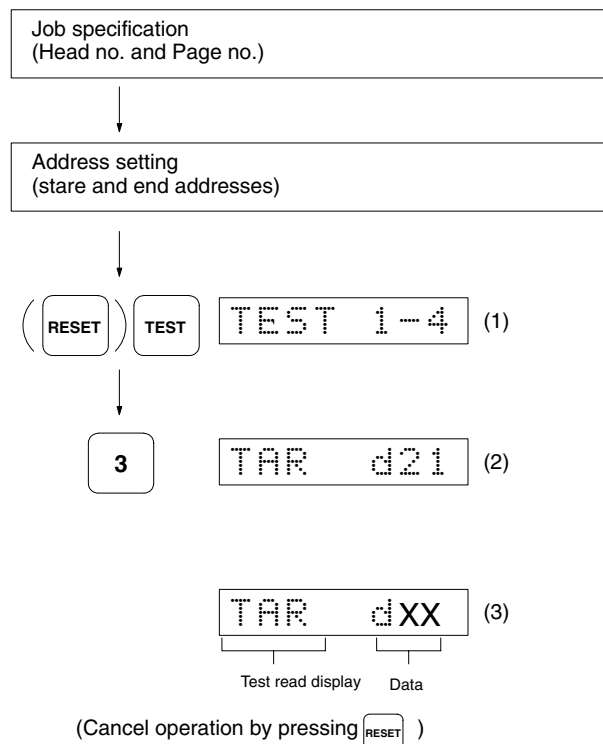 Job specification
(Head no. and Page no.)
Address setting
(stare and end addresses)
( RESET ) TEST TEST 1-4 (1)
3 TAR d21 (2)
TAR dXX (3)
Test read display Data
(Cancel operation by pressing RESET )